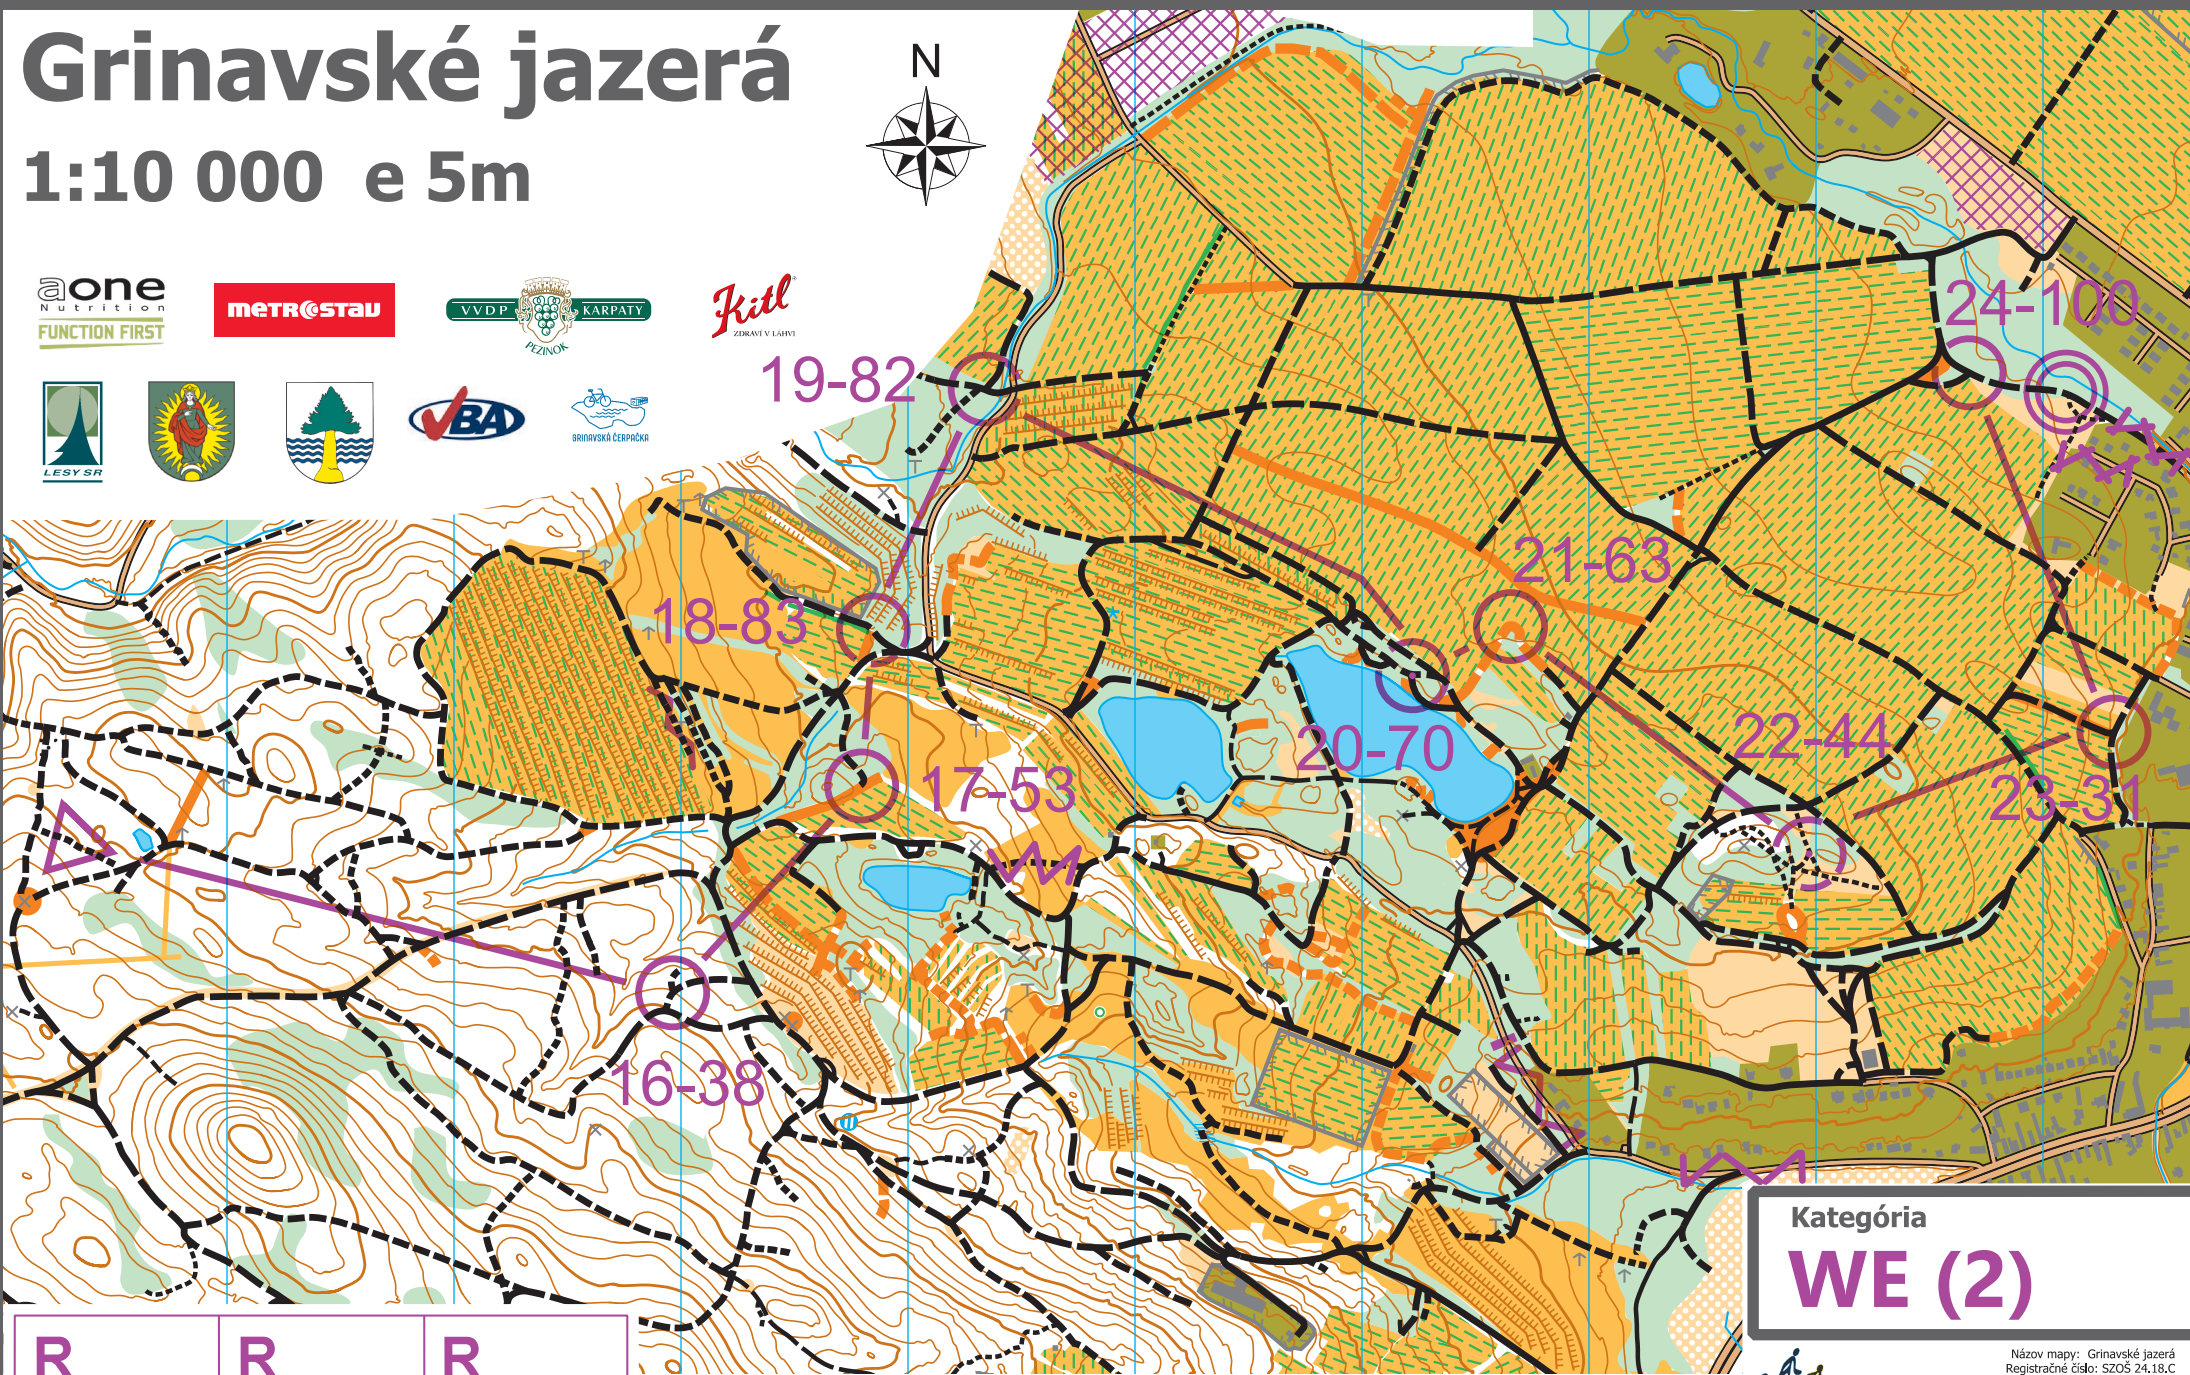 Grinavské jazerá
1:10 000 e 5m
N
aone
Nutrition
FUNCTION FIRST
METROSTAV
VVDP KARPATY
PEZINOK
Kitl
ZDRAVÍ V LÁHVI
LESY SR
VBA
GRINAVSKÁ ČERPAČKA
19-82
24-100
21-63
18-83
17-53
20-70
22-44
23-31
16-38
Kategória
WE (2)
R R R
Názov mapy: Grinavské jazerá
Registračné číslo: SZOŠ 24.18.C